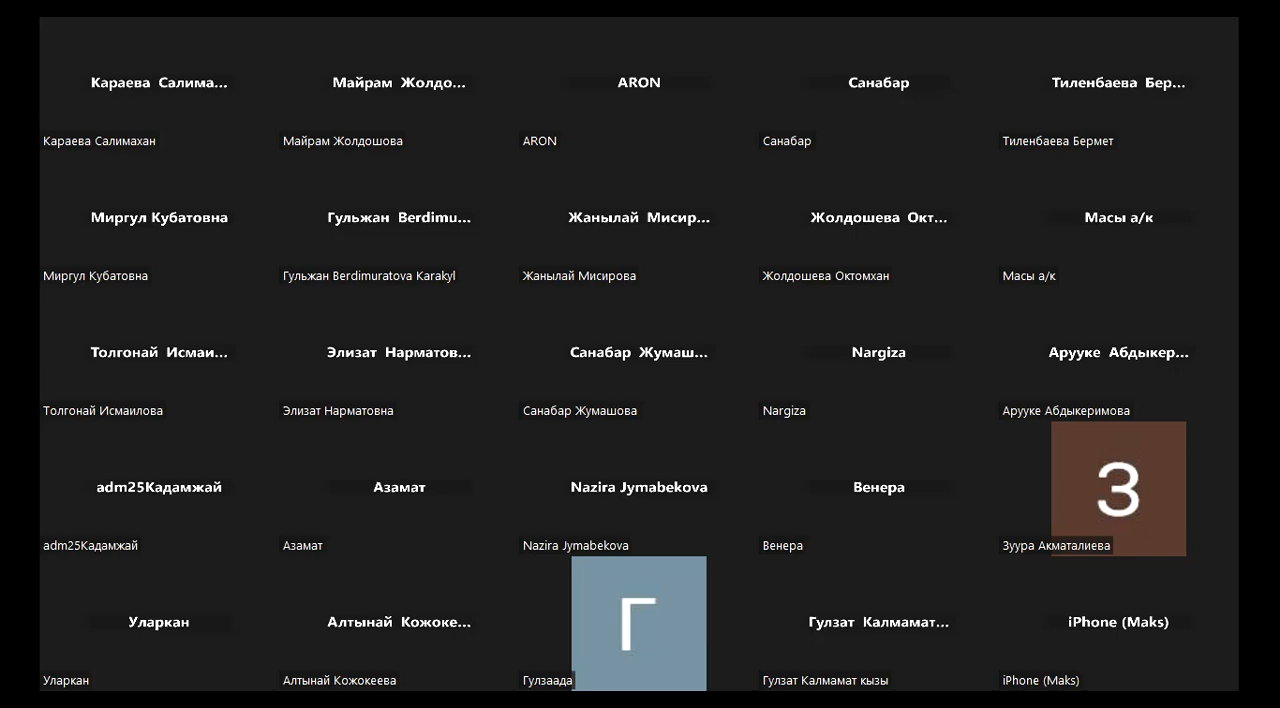 Караева Салима...
Майрам Жолдо...
ARON
Санабар
Тиленбаева Бер...
Караева Салимахан
Майрам Жолдошова
ARON
Санабар
Тиленбаева Бермет
Миргул Кубатовна
Гульжан Berdimu...
Жанылай Мисир...
Жолдошева Окт...
Масы а/к
Миргул Кубатовна
Гульжан Berdimuratova Karakyl
Жанылай Мисирова
Жолдошева Октомхан
Масы а/к
Толгонай Исмаи...
Элизат Нарматов...
Санабар Жумаш...
Nargiza
Арууке Абдыкер...
Толгонай Исмаилова
Элизат Нарматовна
Санабар Жумашова
Nargiza
Арууке Абдыкеримова
adm25Кадамжай
Азамат
Nazira Jymabekova
Венера
З
adm25Кадамжай
Азамат
Nazira Jymabekova
Венера
Зуура Акматалиева
Уларкан
Алтынай Кожоке...
Г
Гулзат Калмамат...
iPhone (Maks)
Уларкан
Алтынай Кожокеева
Гулзаада
Гулзат Калмамат кызы
iPhone (Maks)